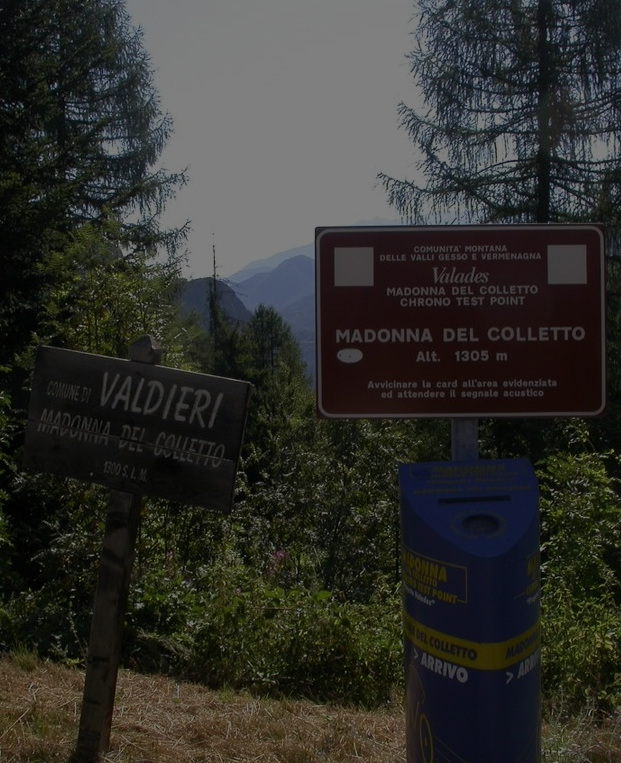 COMUNE DI VALDIERI
MADONNA DEL COLLETTO
1300 S.L.M.
COMUNITA' MONTANA
DELLE VALLI GESSO E VERMENAGNA
Valades
MADONNA DEL COLLETTO
CHRONO TEST POINT
MADONNA DEL COLLETTO
Alt. 1305 m
Avvicinare la card all'area evidenziata
ed attendere il segnale acustico
MADONNA
TEST POINT
DEL COLLETTO
> ARRIVO